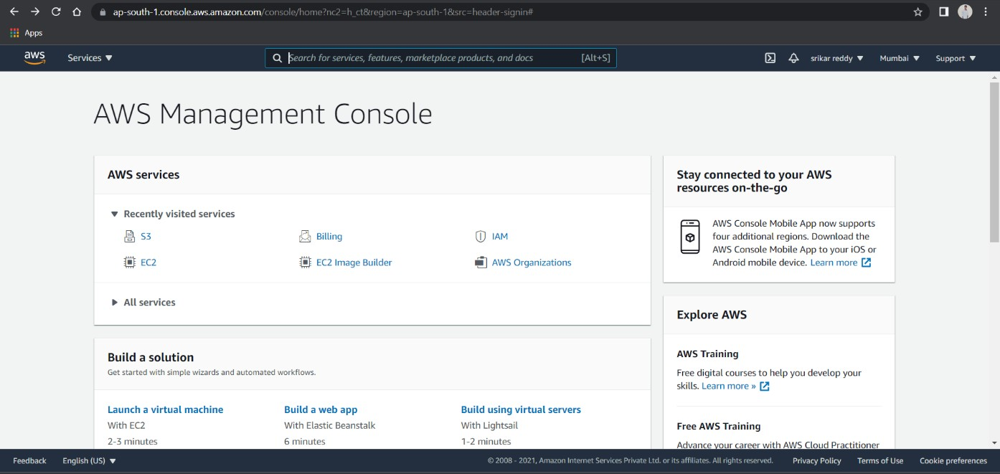 ap-south-1.console.aws.amazon.com/console/home?nc2=h_ct&region=ap-south-1&src=header-signin#
Apps
aws
Services
Search for services, features, marketplace products, and docs
[Alt+S]
srikar reddy
Mumbai
Support
AWS Management Console
AWS services
Recently visited services
S3
Billing
IAM
EC2
EC2 Image Builder
AWS Organizations
All services
Build a solution
Get started with simple wizards and automated workflows.
Launch a virtual machine
With EC2
2-3 minutes
Build a web app
With Elastic Beanstalk
6 minutes
Build using virtual servers
With Lightsail
1-2 minutes
Stay connected to your AWS
resources on-the-go
AWS Console Mobile App now supports
four additional regions. Download the
AWS Console Mobile App to your iOS or
Android mobile device. Learn more
Explore AWS
AWS Training
Free digital courses to help you develop your
skills. Learn more »
Free AWS Training
Advance your career with AWS Cloud Practitioner
Feedback
English (US)
© 2008 - 2021, Amazon Internet Services Private Ltd. or its affiliates. All rights reserved.
Privacy Policy
Terms of Use
Cookie preferences